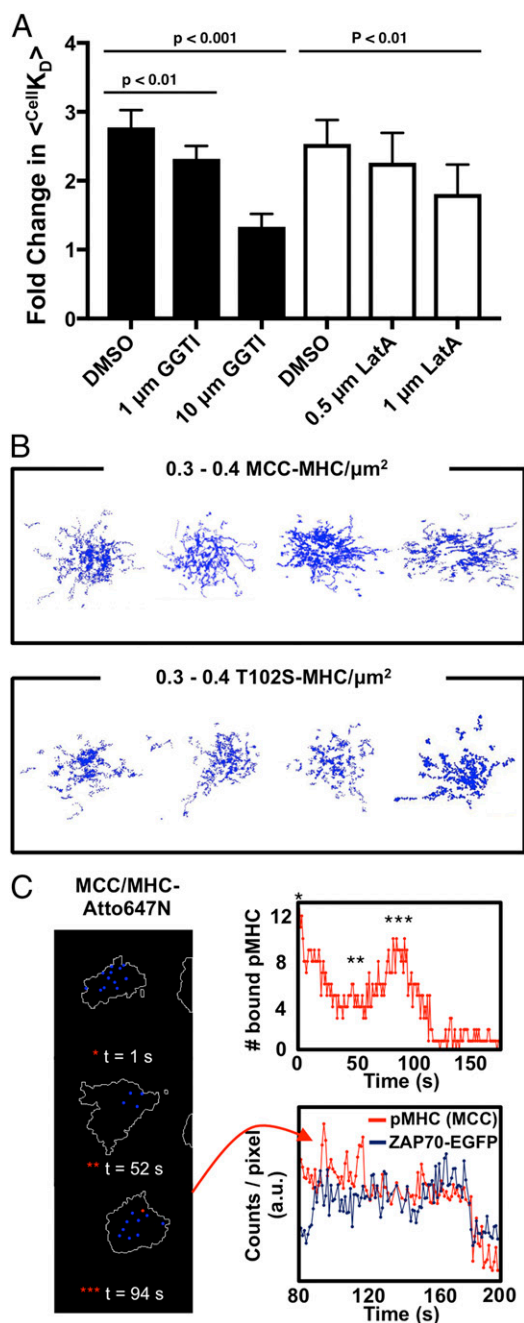 A
p < 0.001
P < 0.01
p < 0.01
4
3
2
1
0
Fold Change in <CellKD>
DMSO
1 µm GGTI
10 µm GGTI
DMSO
0.5 µm LatA
1 µm LatA
B
0.3 - 0.4 MCC-MHC/µm²
0.3 - 0.4 T102S-MHC/µm²
C
MCC/MHC-
Atto647N
* t = 1 s
** t = 52 s
*** t = 94 s
*
**
***
12
8
4
0
# bound pMHC
0 50 100 150
Time (s)
pMHC (MCC)
ZAP70-EGFP
Counts / pixel
(a.u.)
80 120 160 200
Time (s)